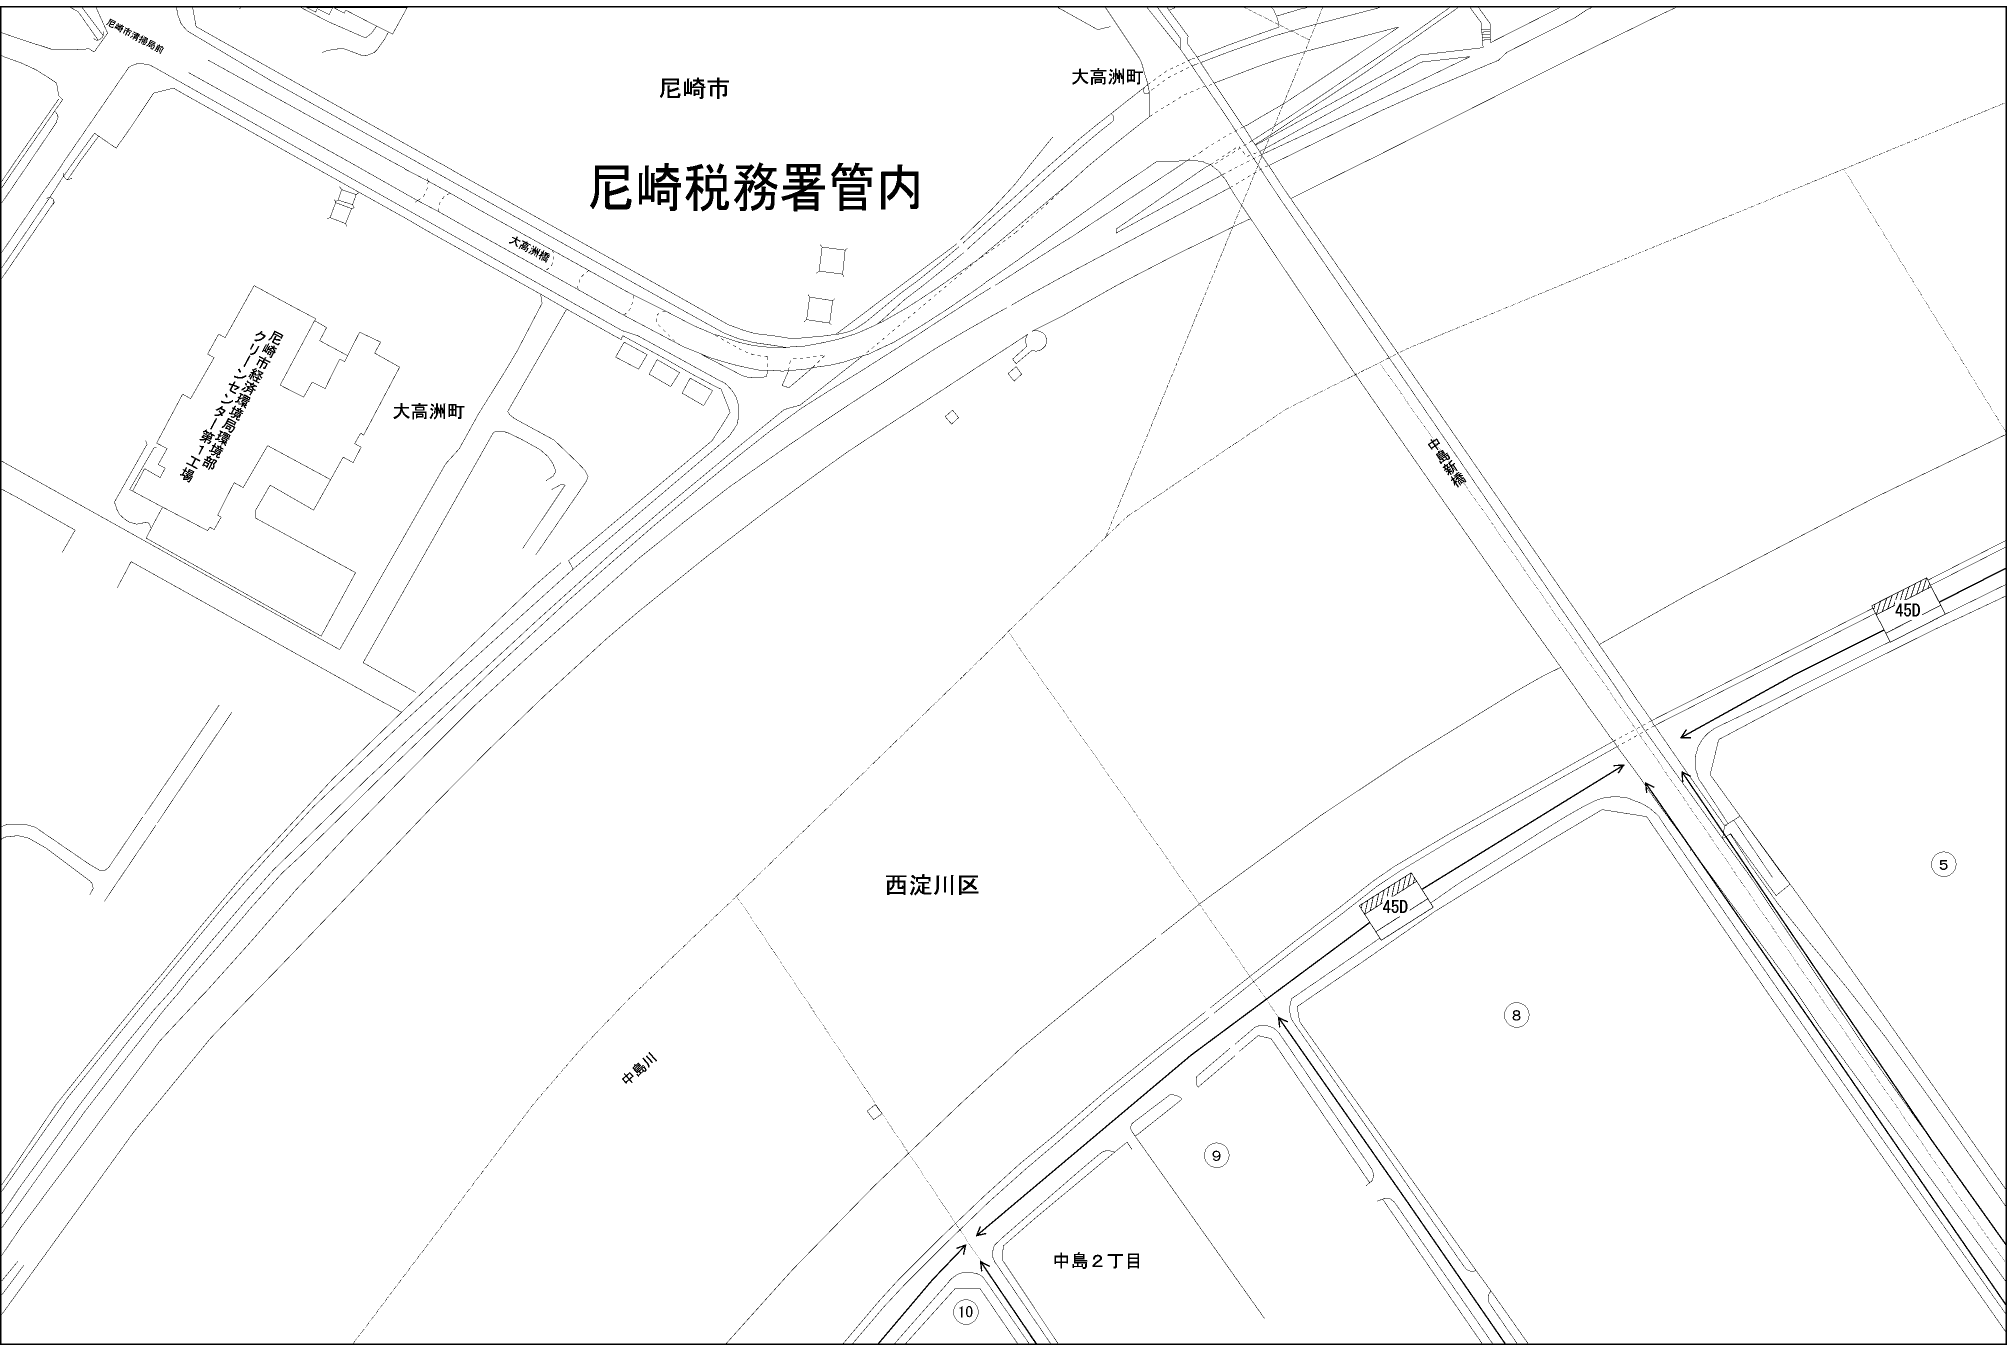 尼崎市清掃局前
尼崎市
大高洲町
尼崎税務署管内
大高洲橋
尼崎市経済環境局環境部
クリーンセンター第1工場
大高洲町
中島新橋
45D
西淀川区
45D
5
8
中島川
9
中島2丁目
10